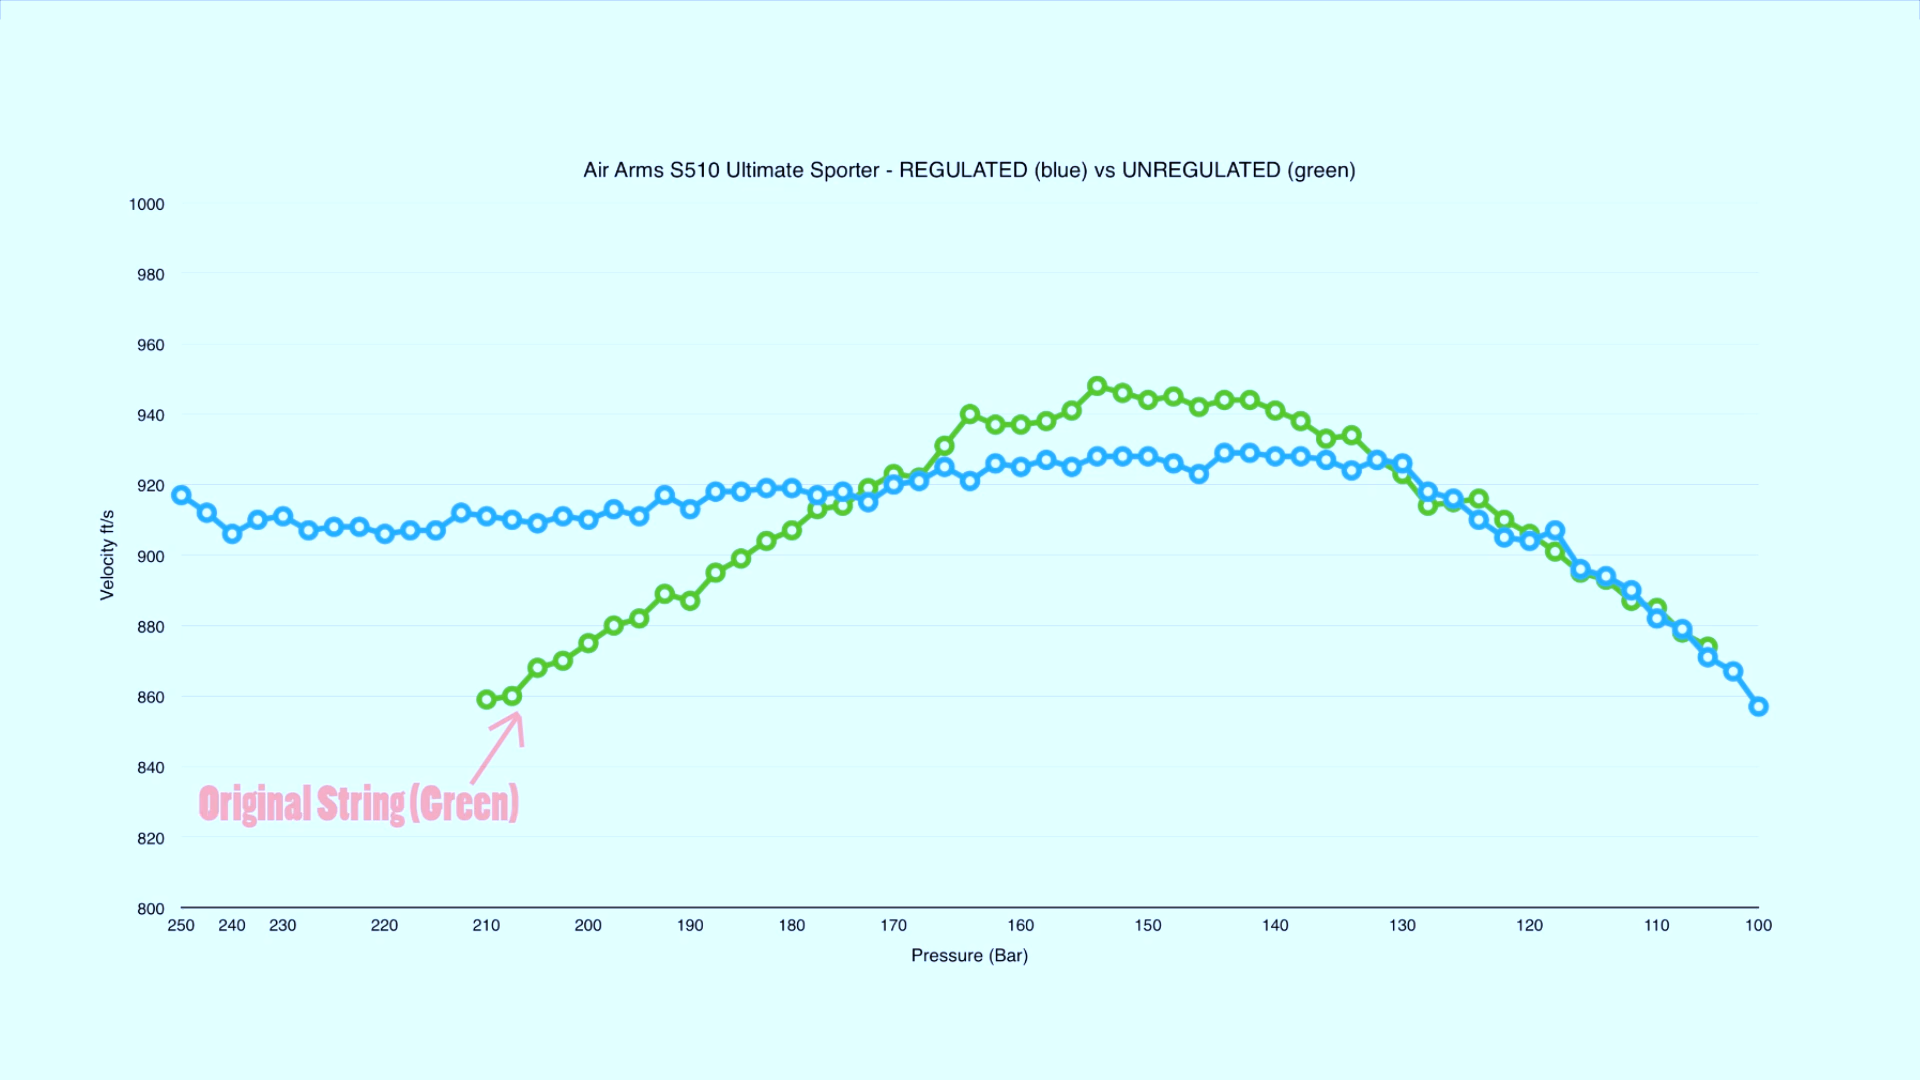 Air Arms S510 Ultimate Sporter - REGULATED (blue) vs UNREGULATED (green)
1000
980
960
940
920
900
880
860
840
820
800
Velocity ft/s
Original String (Green)
250 240 230 220 210 200 190 180 170 160 150 140 130 120 110 100
Pressure (Bar)